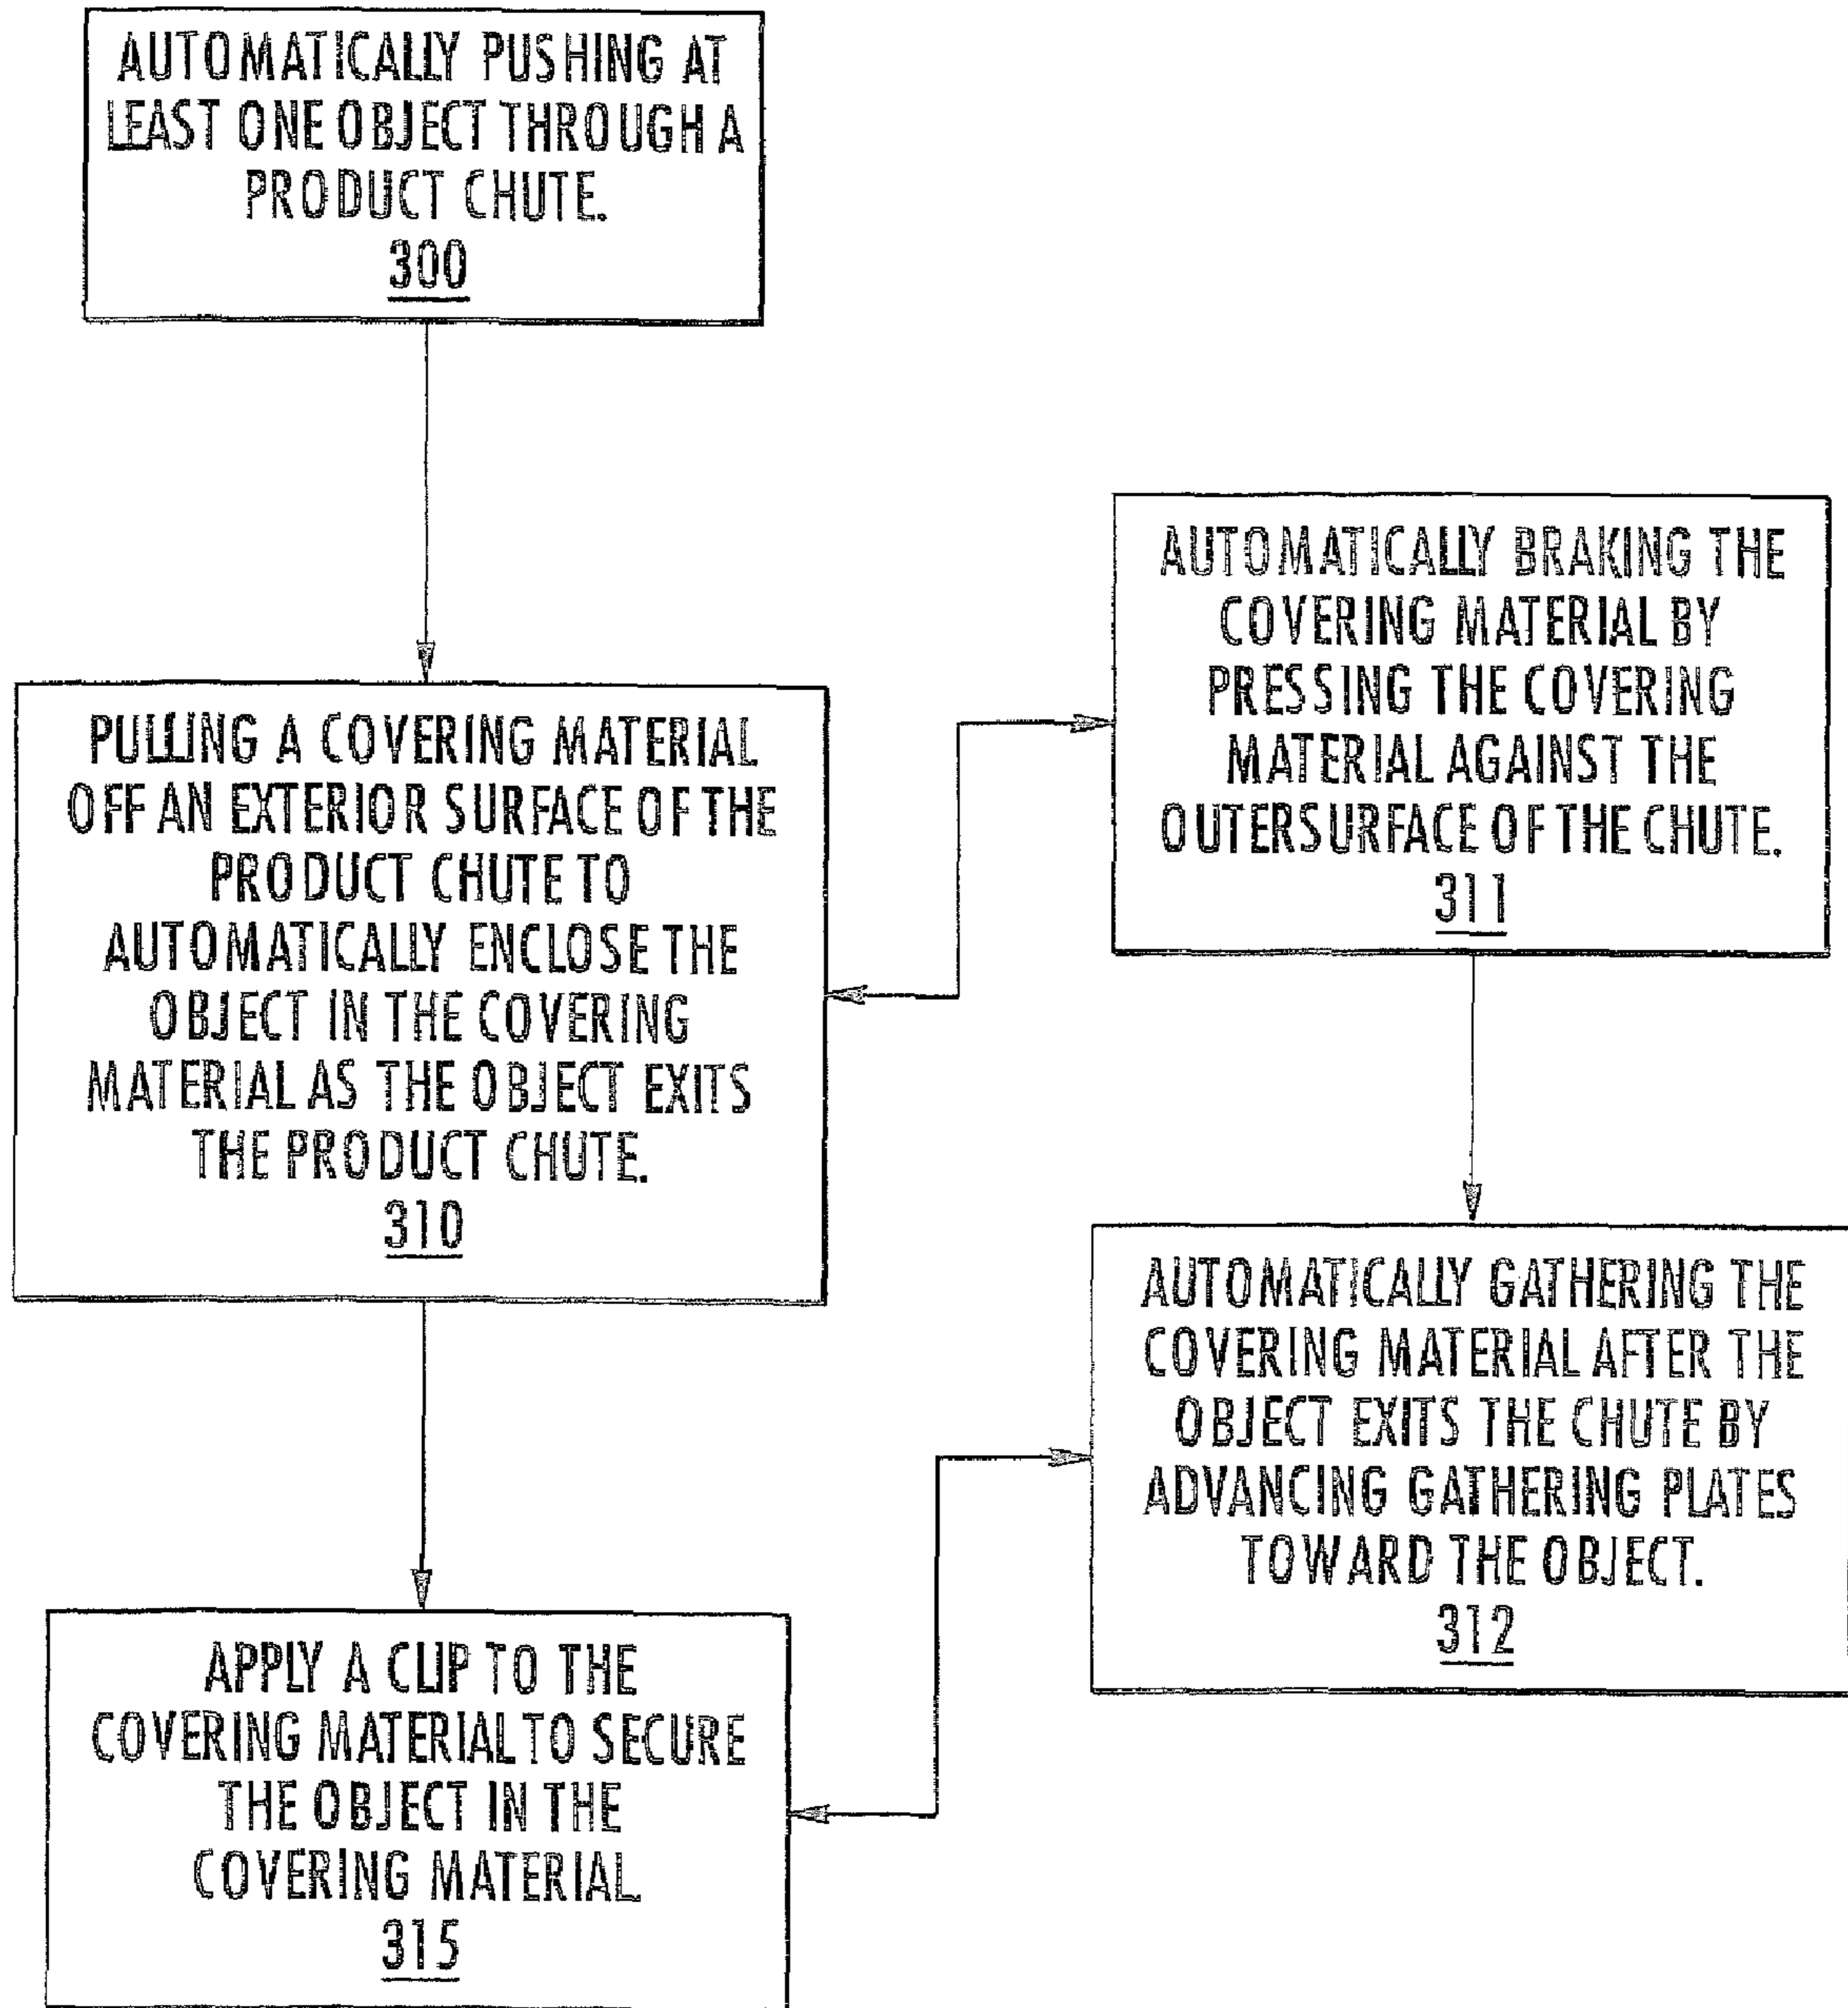 AUTOMATICALLY PUSHING AT
LEAST ONE OBJECT THROUGH A
PRODUCT CHUTE.
300
PULLING A COVERING MATERIAL
OFF AN EXTERIOR SURFACE OF THE
PRODUCT CHUTE TO
AUTOMATICALLY ENCLOSE THE
OBJECT IN THE COVERING
MATERIAL AS THE OBJECT EXITS
THE PRODUCT CHUTE.
310
AUTOMATICALLY BRAKING THE
COVERING MATERIAL BY
PRESSING THE COVERING
MATERIAL AGAINST THE
OUTERSURFACE OF THE CHUTE.
311
AUTOMATICALLY GATHERING THE
COVERING MATERIAL AFTER THE
OBJECT EXITS THE CHUTE BY
ADVANCING GATHERING PLATES
TOWARD THE OBJECT.
312
APPLY A CLIP TO THE
COVERING MATERIAL TO SECURE
THE OBJECT IN THE
COVERING MATERIAL.
315